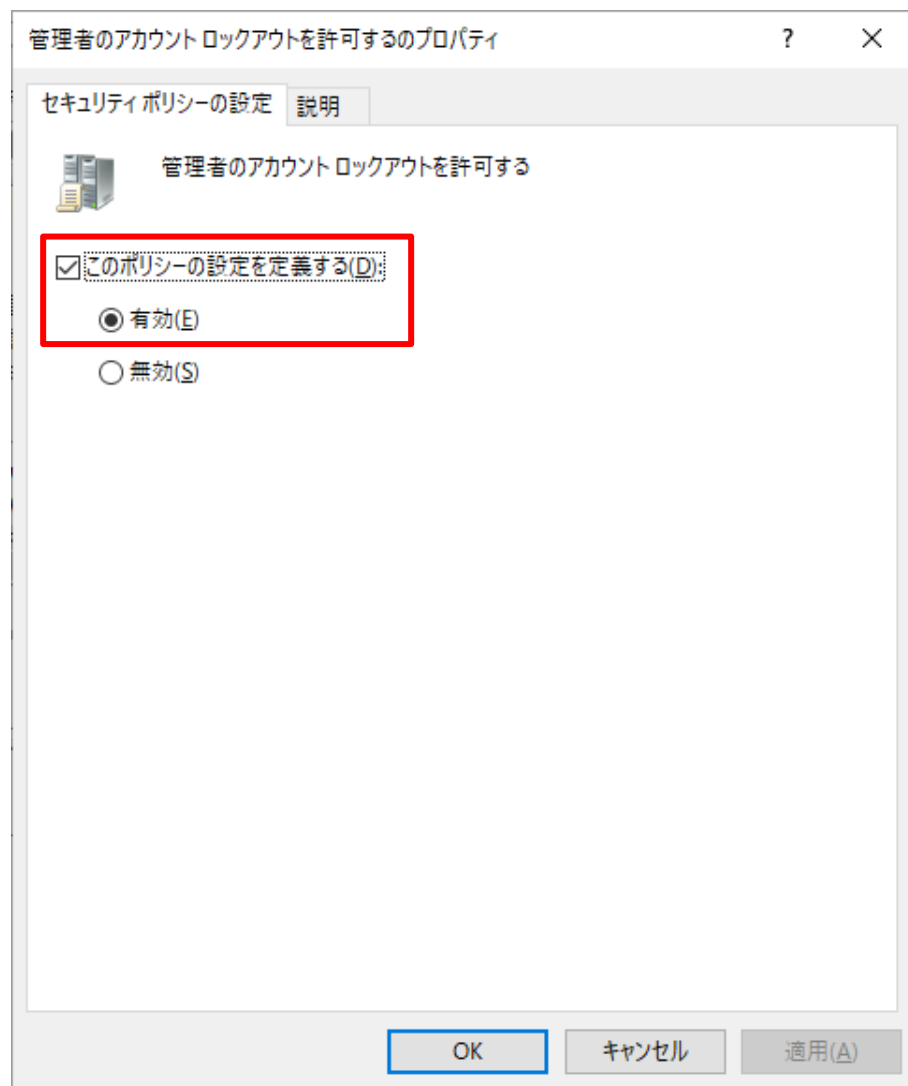 管理者のアカウント ロックアウトを許可するのプロパティ ? ×
セキュリティ ポリシーの設定 説明
管理者のアカウント ロックアウトを許可する
このポリシーの設定を定義する(D):
有効(E)
無効(S)
OK キャンセル 適用(A)